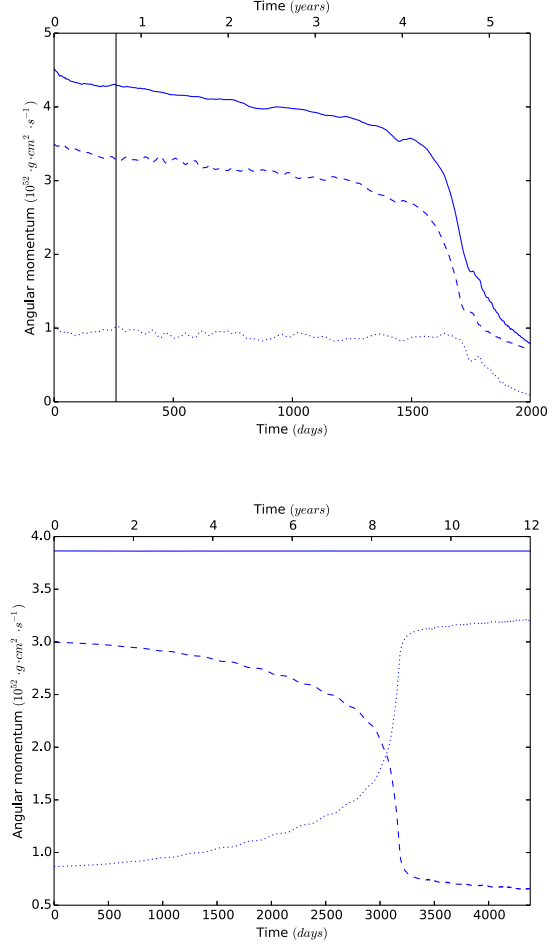 Time (years)
0 1 2 3 4 5
5
4
3
2
1
0
Angular momentum (10^52 · g · cm^2 · s^−1)
0 500 1000 1500 2000
Time (days)
Time (years)
0 2 4 6 8 10 12
4.0
3.5
3.0
2.5
2.0
1.5
1.0
0.5
Angular momentum (10^52 · g · cm^2 · s^−1)
0 500 1000 1500 2000 2500 3000 3500 4000
Time (days)